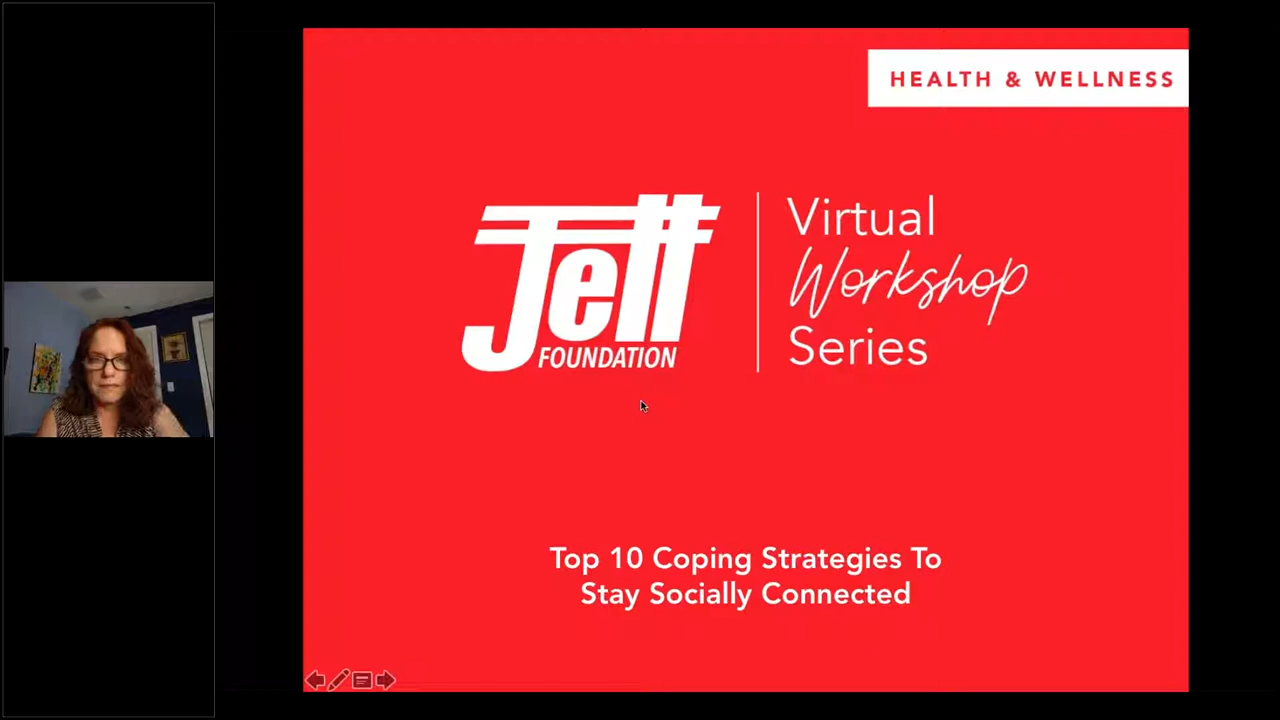 HEALTH & WELLNESS
Jett
FOUNDATION
Virtual
Workshop
Series
Top 10 Coping Strategies To
Stay Socially Connected